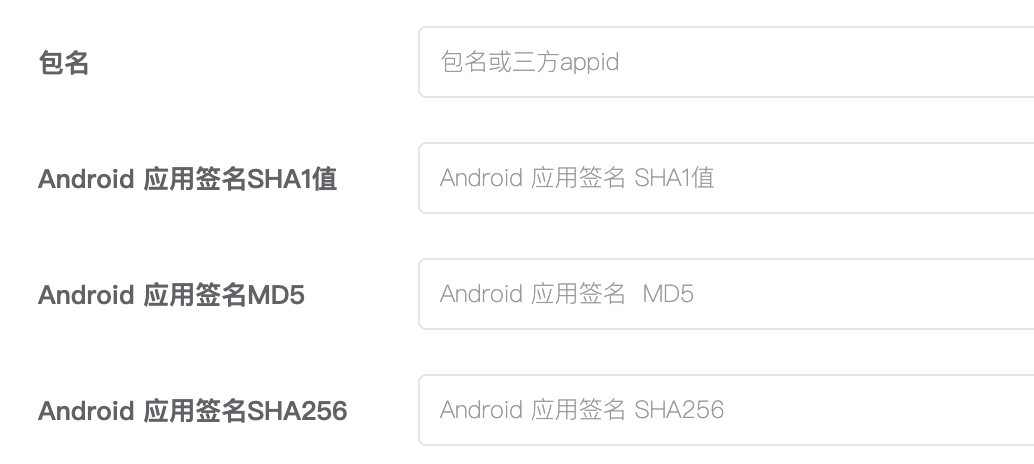 包名
包名或三方appid
Android 应用签名SHA1值
Android 应用签名 SHA1值
Android 应用签名MD5
Android 应用签名  MD5
Android 应用签名SHA256
Android 应用签名 SHA256